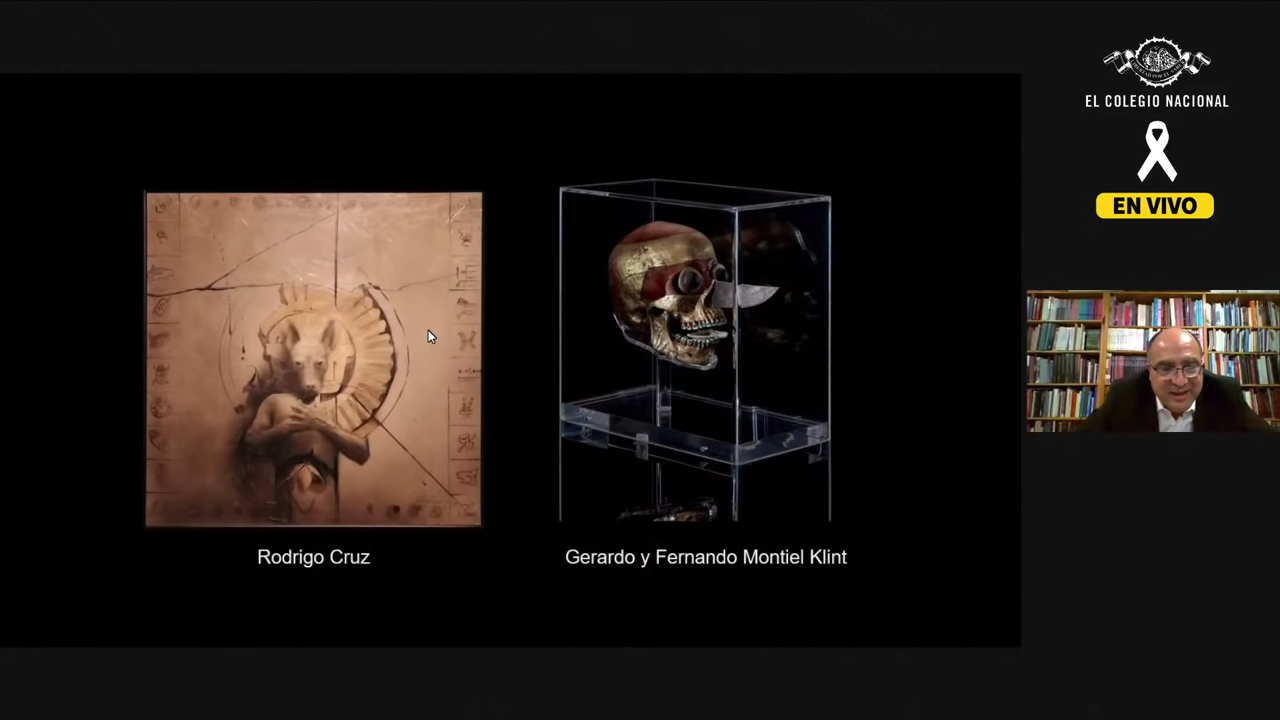 EL COLEGIO NACIONAL
EN VIVO
Rodrigo Cruz
Gerardo y Fernando Montiel Klint